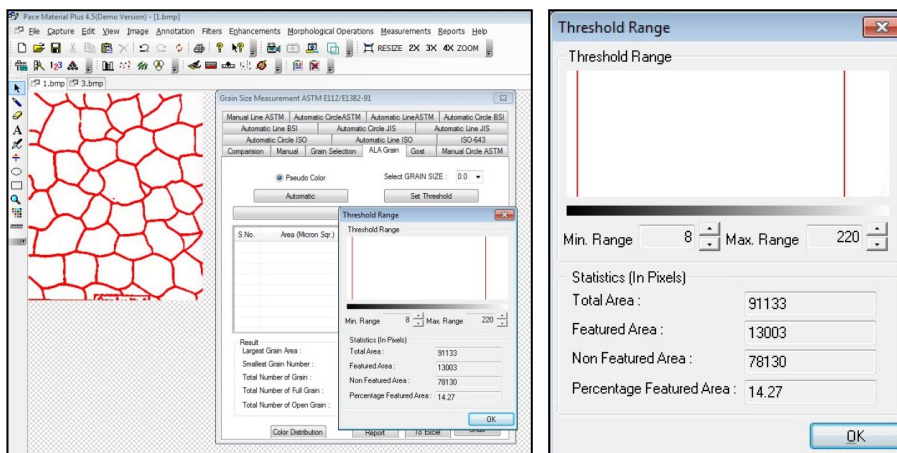 Pace Material Plus 4.5(Demo Version) - [1.bmp]
File Capture Edit View Image Annotation Filters Enhancements Morphological Operations Measurements Reports Help
RESIZE 2X 3X 4X ZOOM
1.bmp 3.bmp
Grain Size Measurement ASTM E112/E1382-91
Manual Line ASTM Automatic CircleASTM Automatic LineASTM Automatic Circle BSI
Automatic Line BSI Automatic Circle JIS Automatic Line JIS
Automatic Circle ISO Automatic Line ISO ISO-643
Comparision Manual Grain Selection ALA Grain Gost Manual Circle ASTM
Pseudo Color Select GRAIN SIZE : 0.0
Automatic Set Threshold
S.No. Area (Micron Sqr.)
Result
Largest Grain Area :
Smallest Grain Number :
Total Number of Grain :
Total Number of Full Grain :
Total Number of Open Grain :
Color Distribution Report To Excel
Threshold Range
Threshold Range
Min. Range 8 Max. Range 220
Statistics (In Pixels)
Total Area : 91133
Featured Area : 13003
Non Featured Area : 78130
Percentage Featured Area : 14.27
OK
Threshold Range
Threshold Range
Min. Range 8 Max. Range 220
Statistics (In Pixels)
Total Area : 91133
Featured Area : 13003
Non Featured Area : 78130
Percentage Featured Area : 14.27
OK